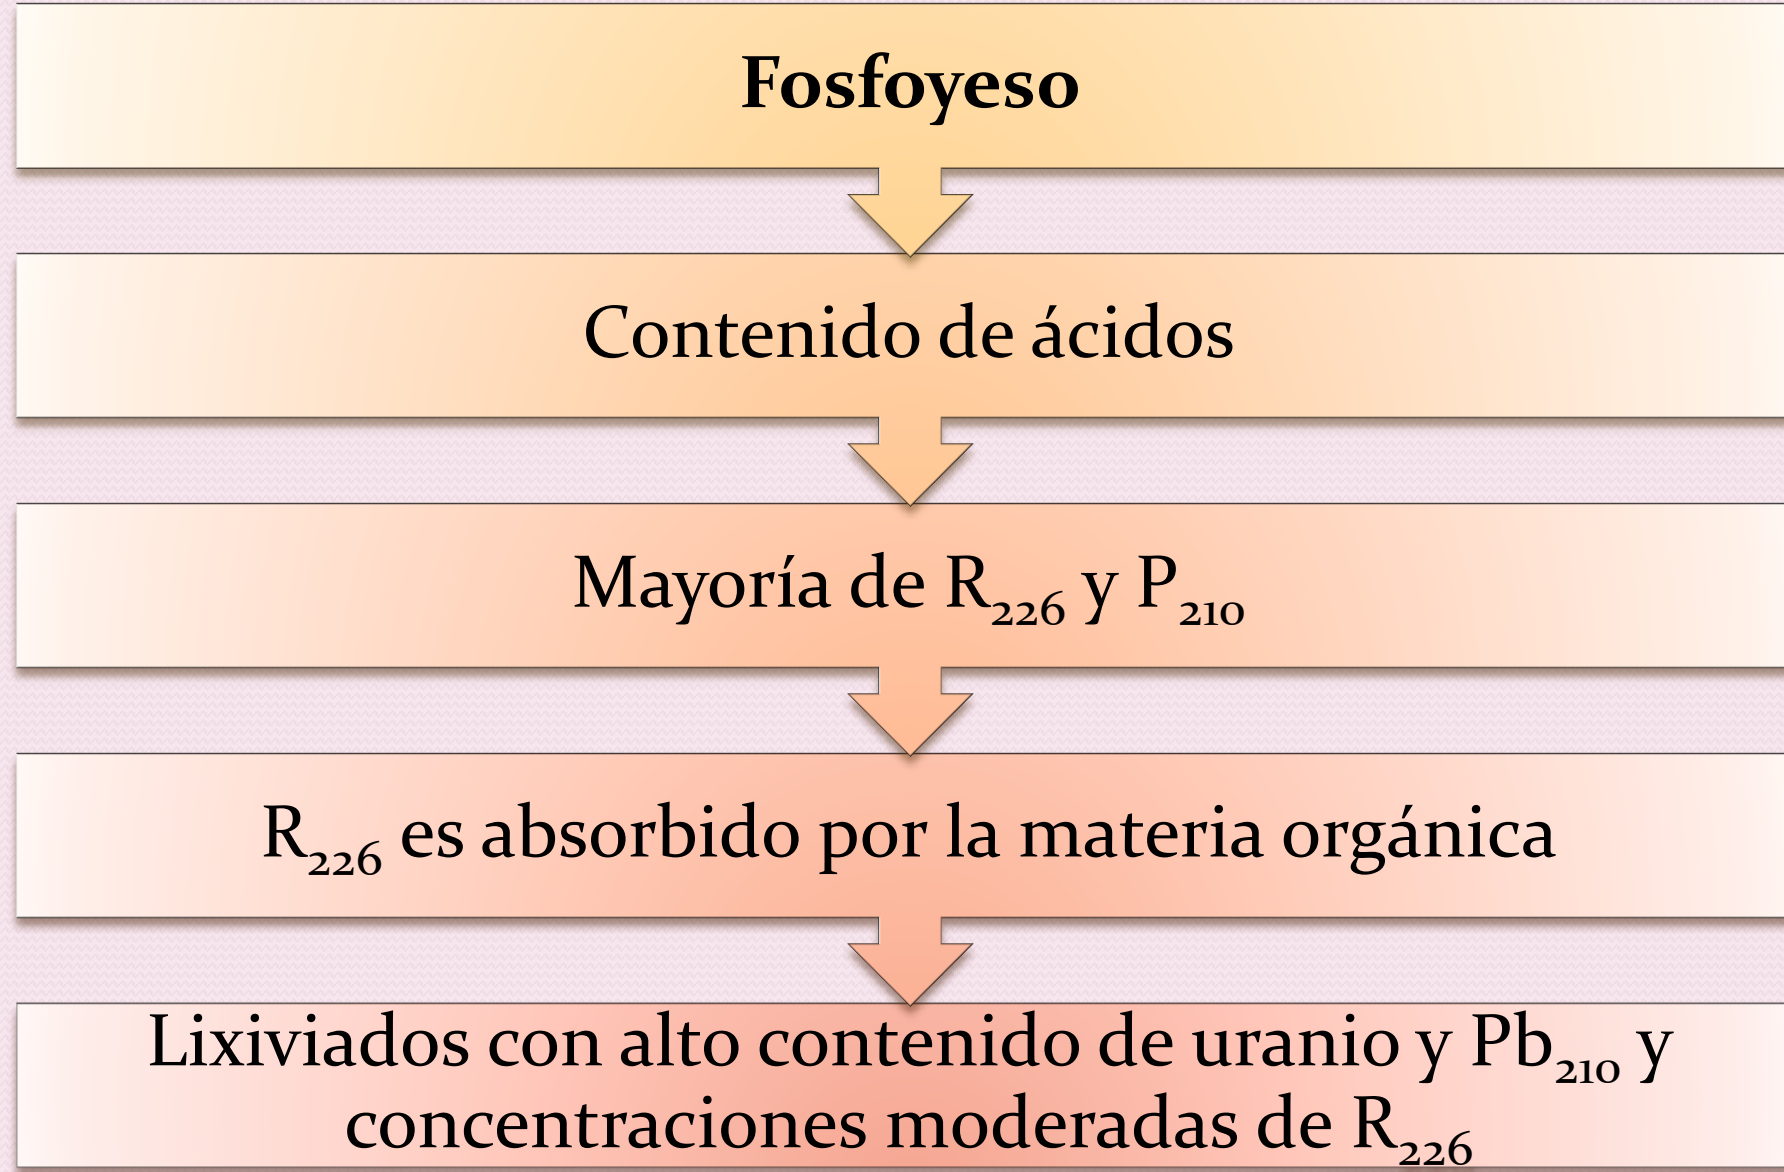 Fosfoyeso
Contenido de ácidos
Mayoría de R₂₂₆ y P₂₁₀
R₂₂₆ es absorbido por la materia orgánica
Lixiviados con alto contenido de uranio y Pb₂₁₀ y
concentraciones moderadas de R₂₂₆